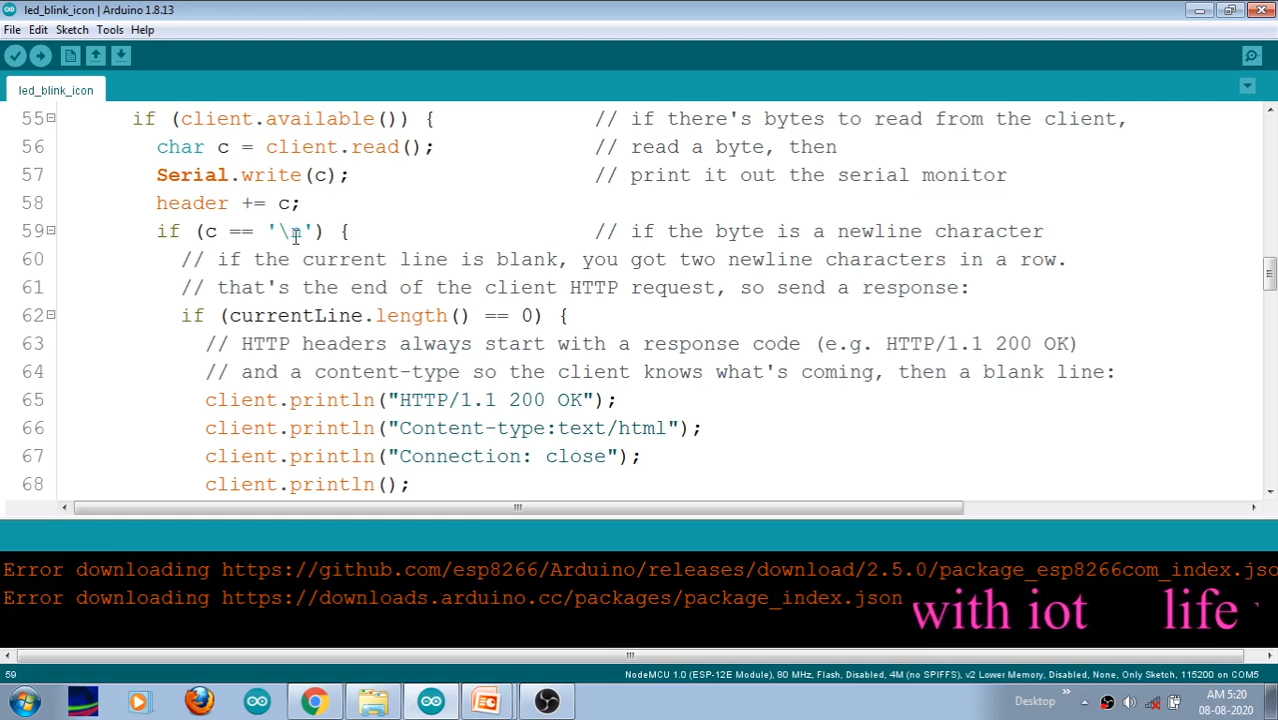 led_blink_icon | Arduino 1.8.13
File Edit Sketch Tools Help
led_blink_icon
55 if (client.available()) { // if there's bytes to read from the client,
56 char c = client.read(); // read a byte, then
57 Serial.write(c); // print it out the serial monitor
58 header += c;
59 if (c == '\n') { // if the byte is a newline character
60 // if the current line is blank, you got two newline characters in a row.
61 // that's the end of the client HTTP request, so send a response:
62 if (currentLine.length() == 0) {
63 // HTTP headers always start with a response code (e.g. HTTP/1.1 200 OK)
64 // and a content-type so the client knows what's coming, then a blank line:
65 client.println("HTTP/1.1 200 OK");
66 client.println("Content-type:text/html");
67 client.println("Connection: close");
68 client.println();
Error downloading https://github.com/esp8266/Arduino/releases/download/2.5.0/package_esp8266com_index.jso
Error downloading https://downloads.arduino.cc/packages/package_index.json
with iot life
59 NodeMCU 1.0 (ESP-12E Module), 80 MHz, Flash, Disabled, 4M (no SPIFFS), v2 Lower Memory, Disabled, None, Only Sketch, 115200 on COM5
Desktop
AM 5:20
08-08-2020